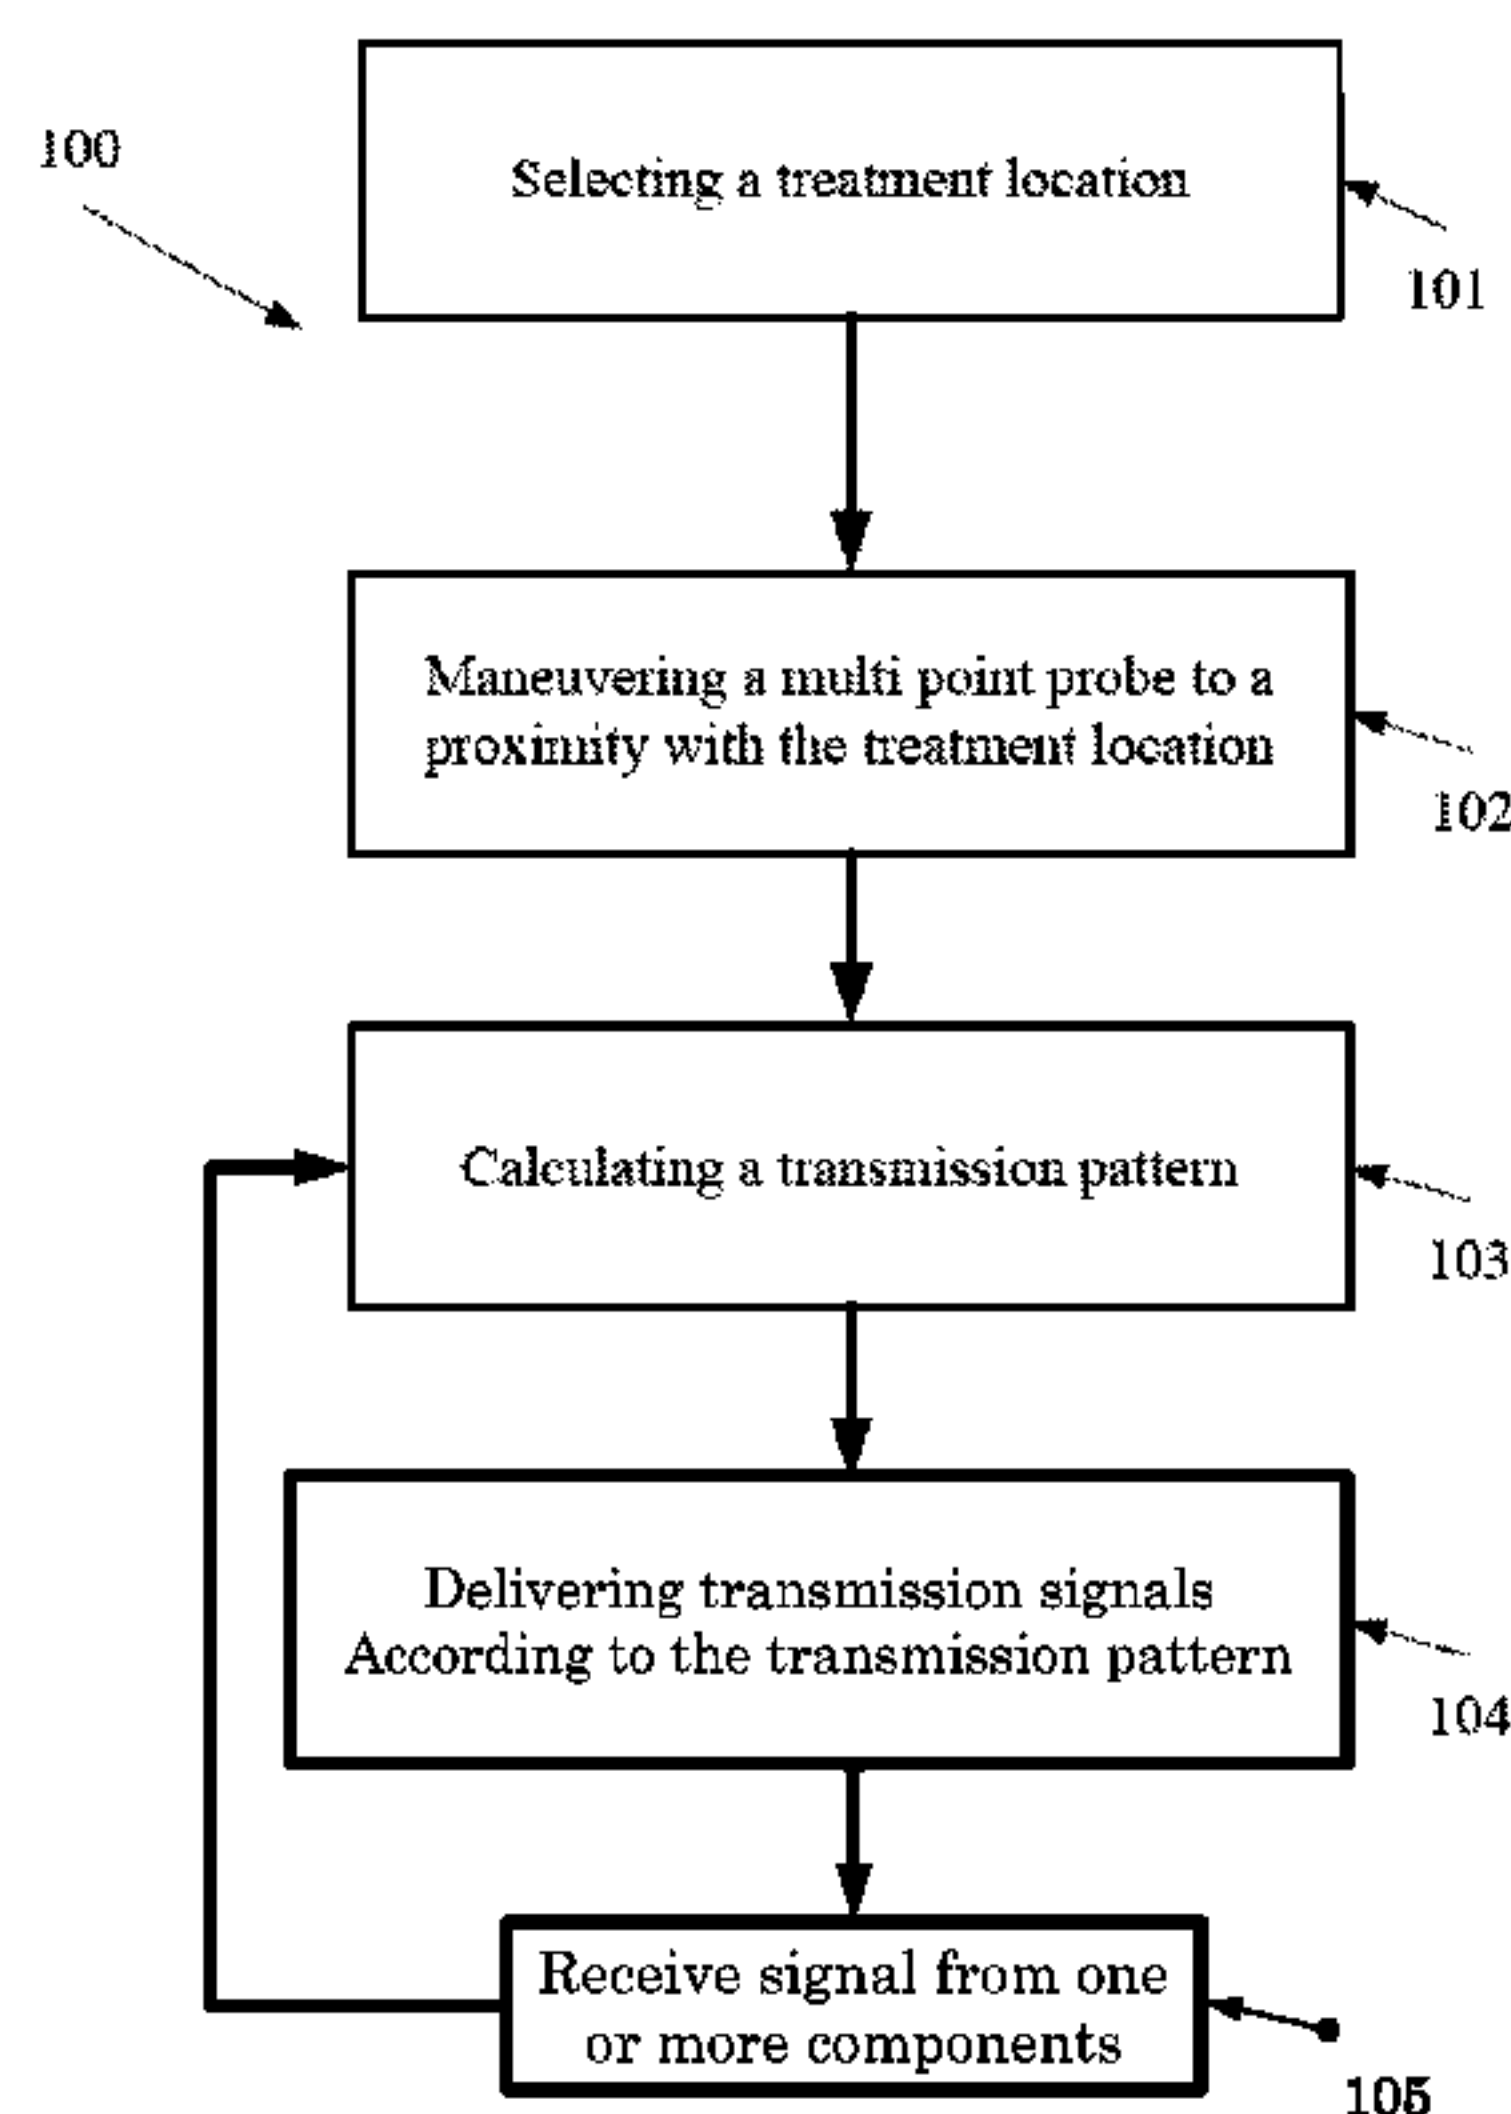 100
Selecting a treatment location
101
Maneuvering a multi point probe to a
proximity with the treatment location
102
Calculating a transmission pattern
103
Delivering transmission signals
According to the transmission pattern
104
Receive signal from one
or more components
105